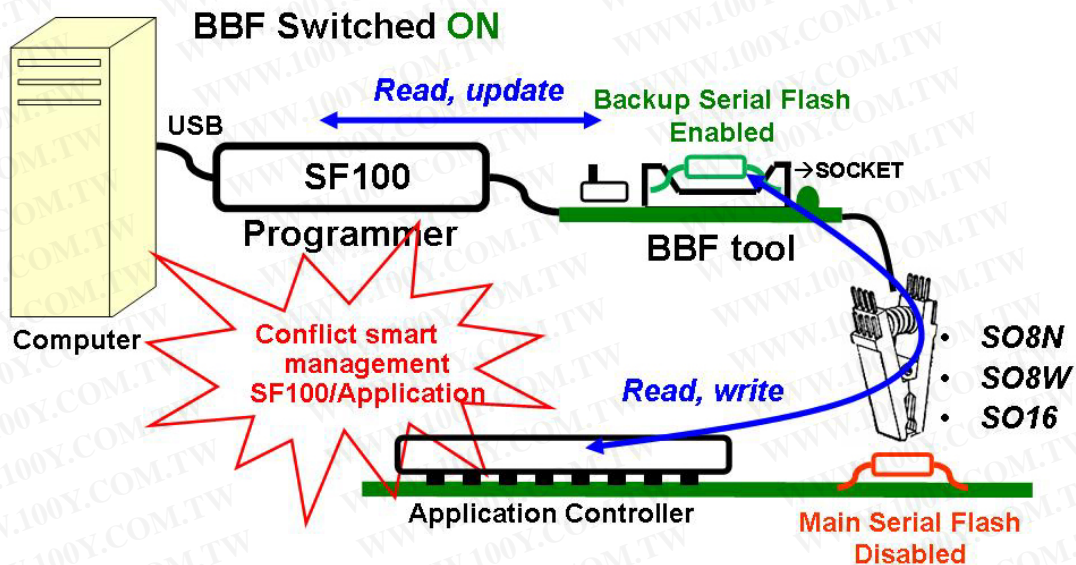 BBF Switched ON
Read, update
Backup Serial Flash
Enabled
USB
SF100
→SOCKET
Programmer
BBF tool
Computer
Conflict smart
management
SF100/Application
• SO8N
• SO8W
• SO16
Read, write
Application Controller
Main Serial Flash
Disabled
WWW.100Y.COM.TW